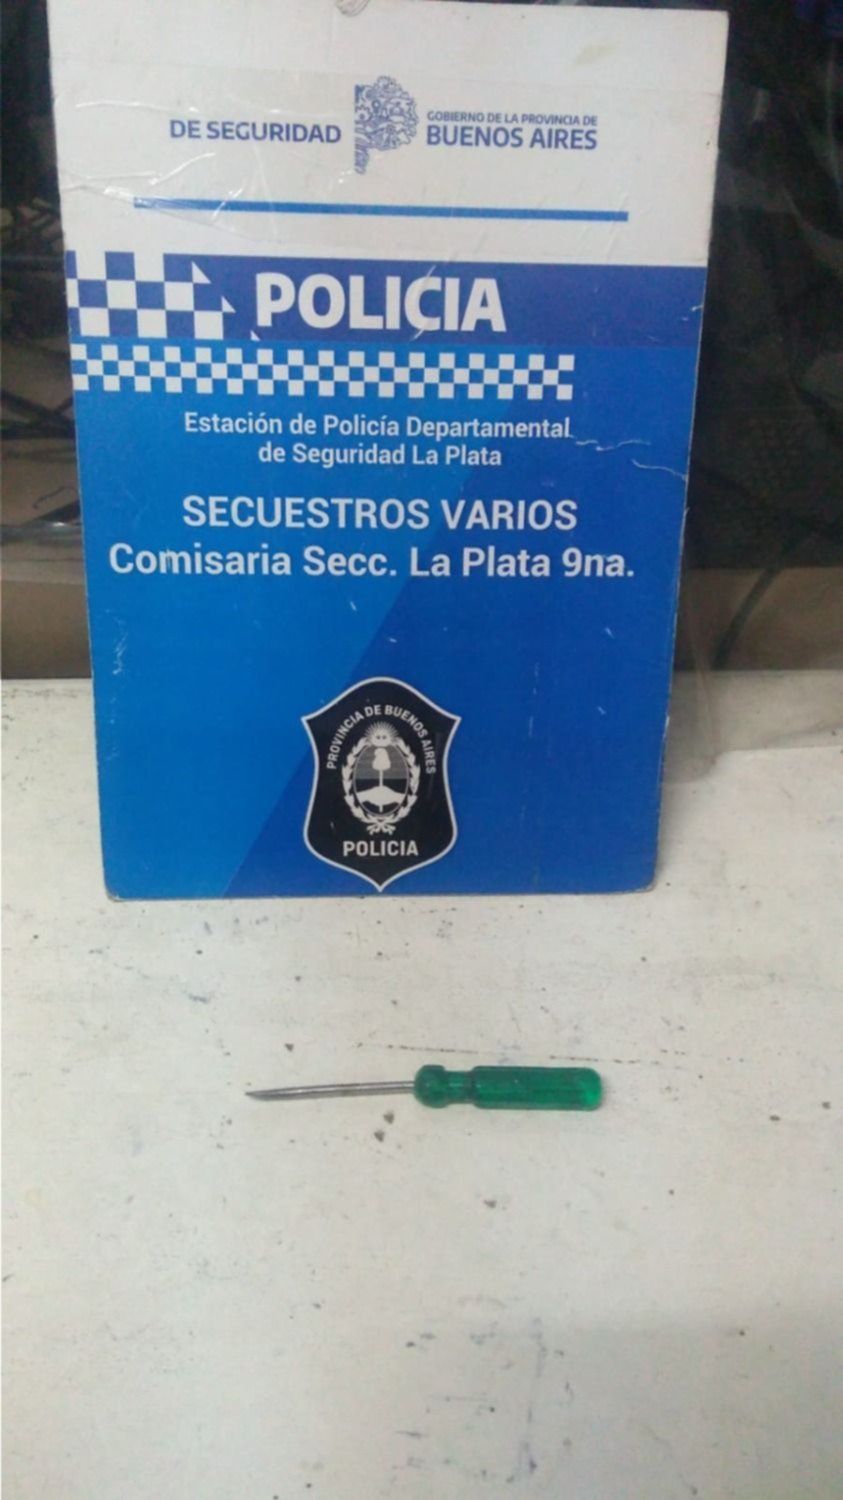 DE SEGURIDAD
GOBIERNO DE LA PROVINCIA DE
BUENOS AIRES
POLICIA
Estación de Policía Departamental
de Seguridad La Plata
SECUESTROS VARIOS
Comisaria Secc. La Plata 9na.
PROVINCIA DE BUENOS AIRES
POLICIA